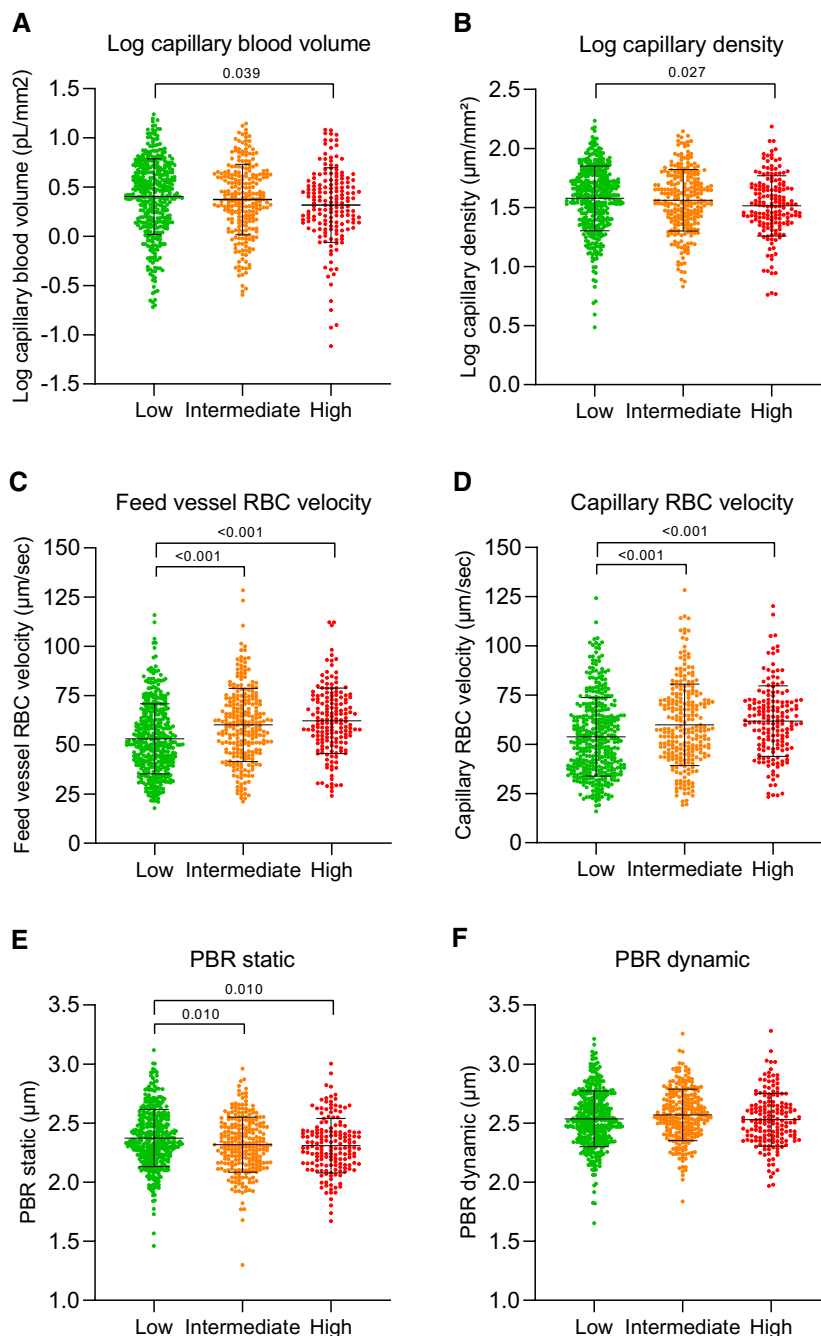 A
Log capillary blood volume
0.039
Log capillary blood volume (pL/mm2)
1.5
1.0
0.5
0.0
-0.5
-1.0
-1.5
Low Intermediate High
B
Log capillary density
0.027
Log capillary density (µm/mm²)
2.5
2.0
1.5
1.0
0.5
0.0
Low Intermediate High
C
Feed vessel RBC velocity
<0.001
<0.001
Feed vessel RBC velocity (µm/sec)
150
125
100
75
50
25
0
Low Intermediate High
D
Capillary RBC velocity
<0.001
<0.001
Capillary RBC velocity (µm/sec)
150
125
100
75
50
25
0
Low Intermediate High
E
PBR static
0.010
0.010
PBR static (µm)
3.5
3.0
2.5
2.0
1.5
1.0
Low Intermediate High
F
PBR dynamic
PBR dynamic (µm)
3.5
3.0
2.5
2.0
1.5
1.0
Low Intermediate High